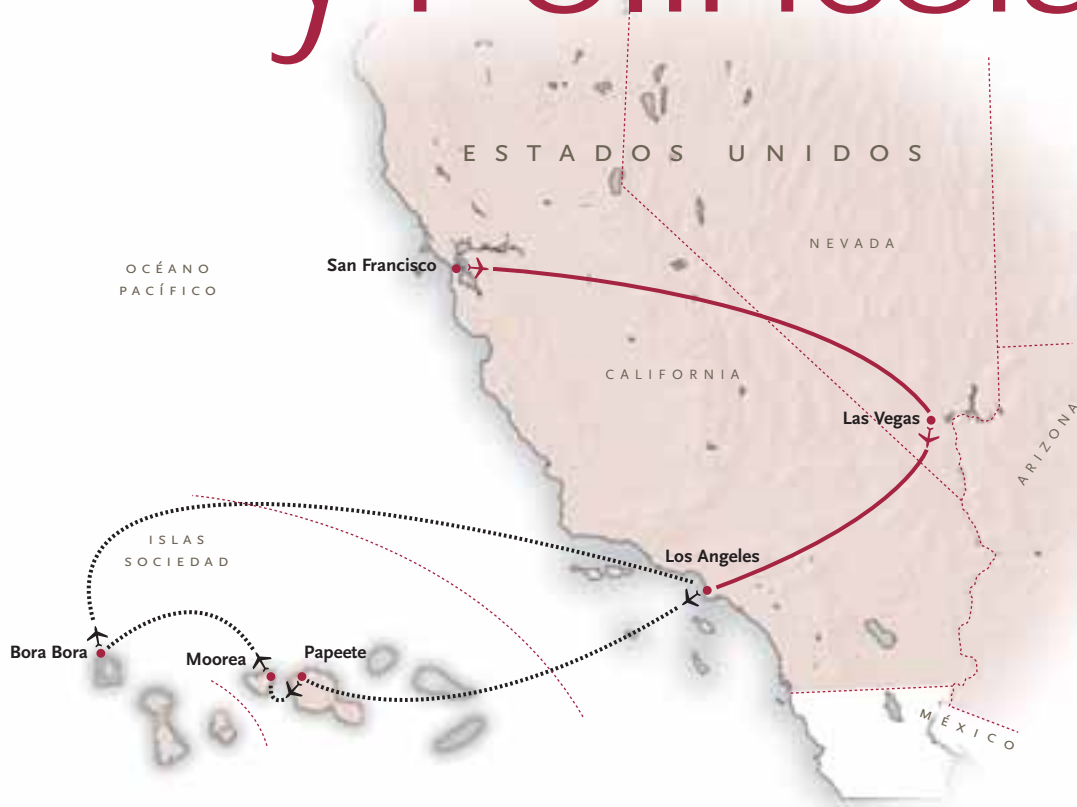 ESTADOS UNIDOS
NEVADA
San Francisco
OCÉANO
PACÍFICO
CALIFORNIA
Las Vegas
ARIZONA
ISLAS
SOCIEDAD
Los Angeles
Bora Bora
Moorea
Papeete
MÉXICO